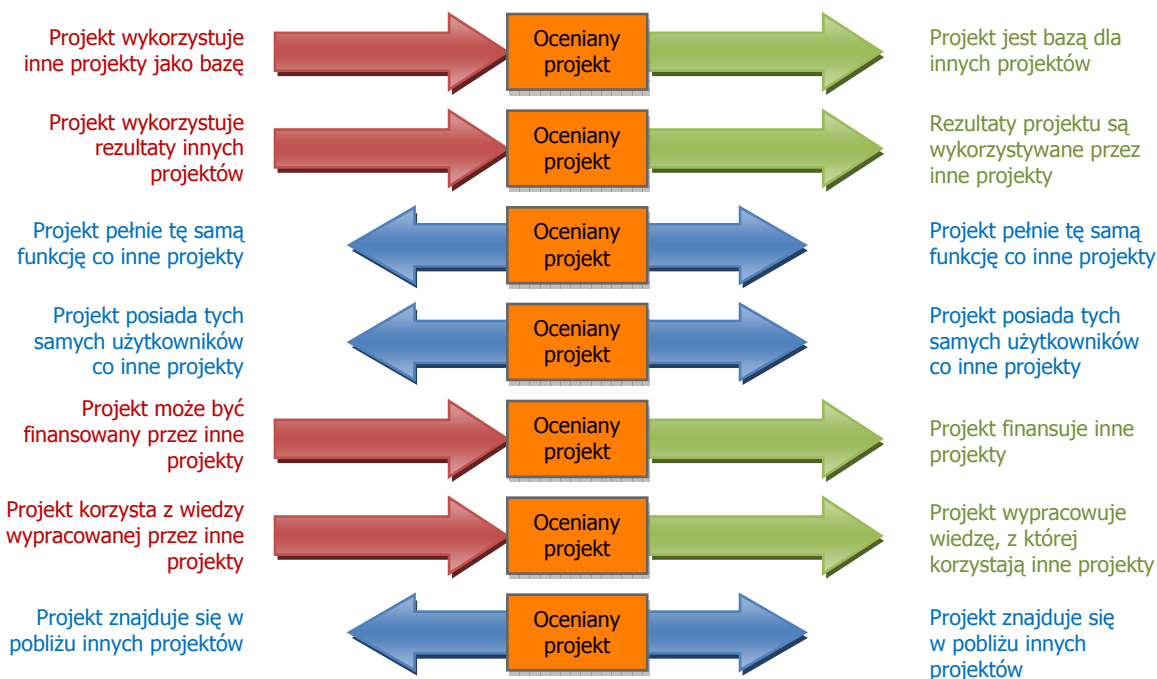 Projekt wykorzystuje
inne projekty jako bazę
Oceniany
projekt
Projekt jest bazą dla
innych projektów
Projekt wykorzystuje
rezultaty innych
projektów
Oceniany
projekt
Rezultaty projektu są
wykorzystywane przez
inne projekty
Projekt pełnie tę samą
funkcję co inne projekty
Oceniany
projekt
Projekt pełnie tę samą
funkcję co inne projekty
Projekt posiada tych
samych użytkowników
co inne projekty
Oceniany
projekt
Projekt posiada tych
samych użytkowników
co inne projekty
Projekt może być
finansowany przez inne
projekty
Oceniany
projekt
Projekt finansuje inne
projekty
Projekt korzysta z wiedzy
wypracowanej przez inne
projekty
Oceniany
projekt
Projekt wypracowuje
wiedzę, z której
korzystają inne projekty
Projekt znajduje się w
pobliżu innych projektów
Oceniany
projekt
Projekt znajduje się
w pobliżu innych
projektów